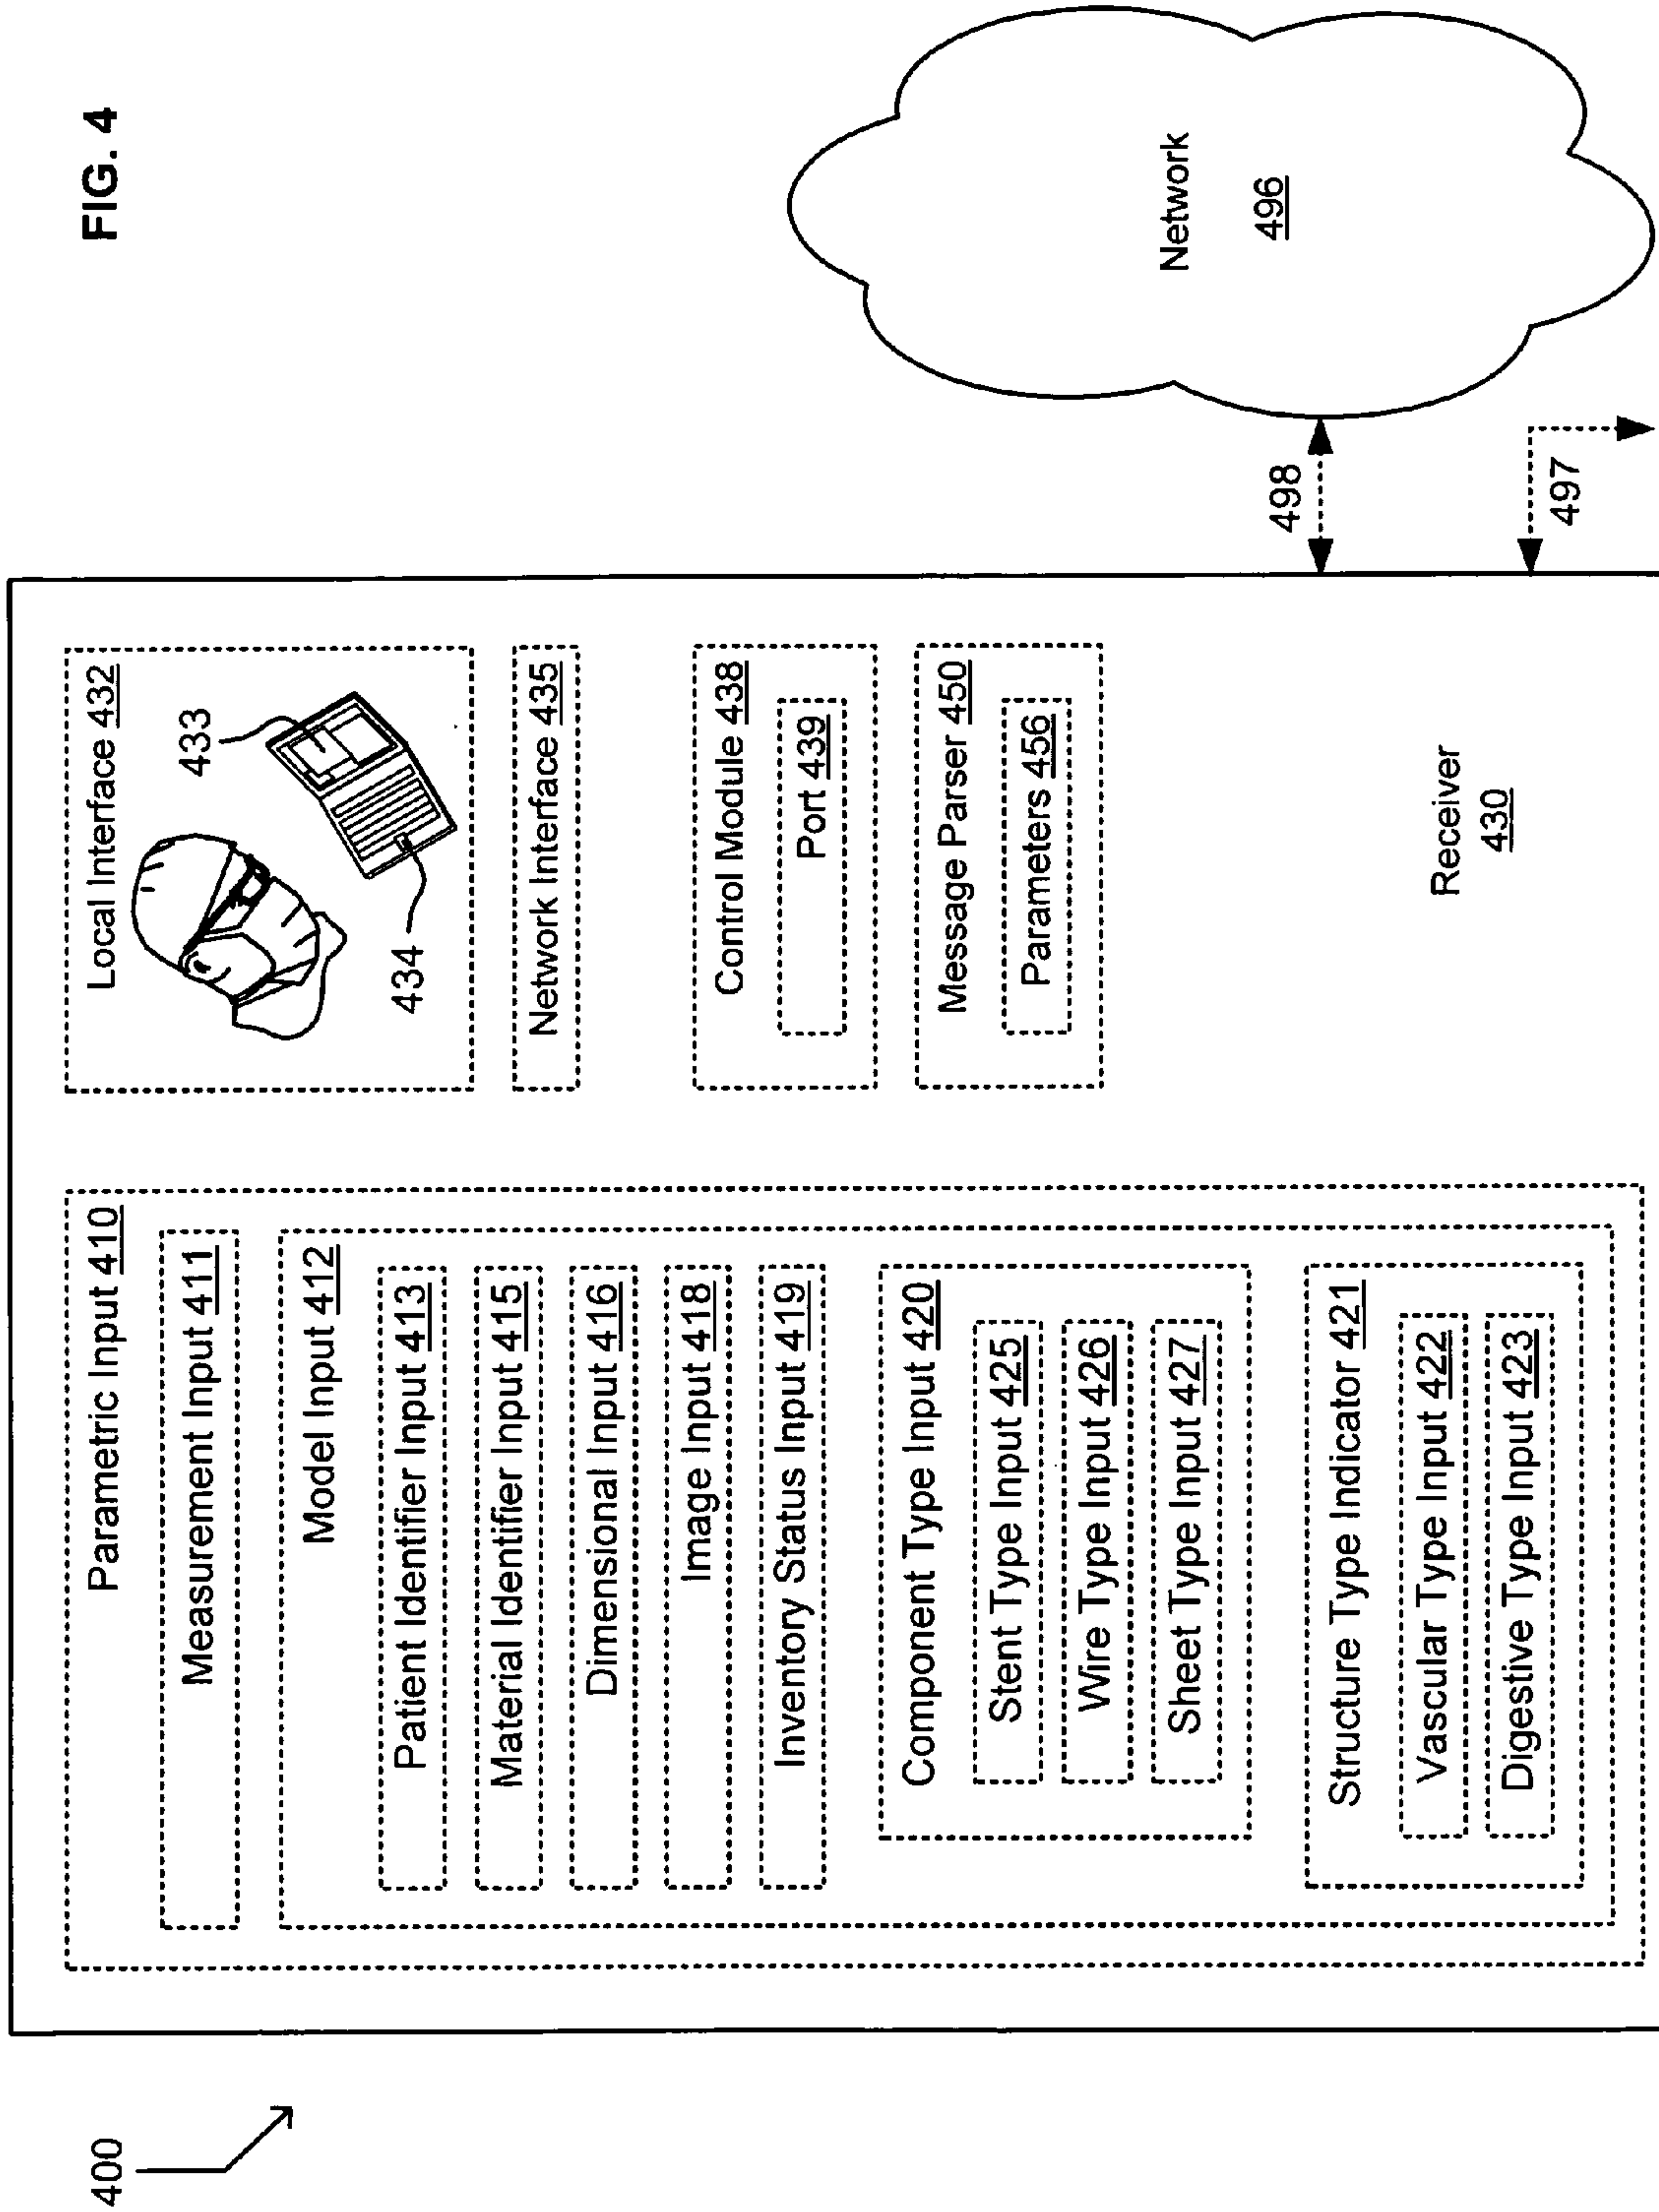 FIG. 4
400
Parametric Input 410
Measurement Input 411
Model Input 412
Patient Identifier Input 413
Material Identifier Input 415
Dimensional Input 416
Image Input 418
Inventory Status Input 419
Component Type Input 420
Stent Type Input 425
Wire Type Input 426
Sheet Type Input 427
Structure Type Indicator 421
Vascular Type Input 422
Digestive Type Input 423
Local Interface 432
433
434
Network Interface 435
Control Module 438
Port 439
Message Parser 450
Parameters 456
Receiver
430
498
497
Network
496